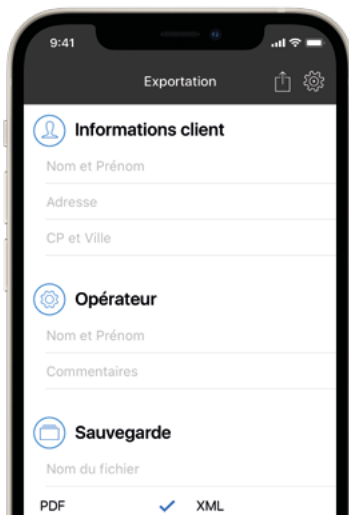 9:41
Exportation
Informations client
Nom et Prénom
Adresse
CP et Ville
Opérateur
Nom et Prénom
Commentaires
Sauvegarde
Nom du fichier
PDF XML